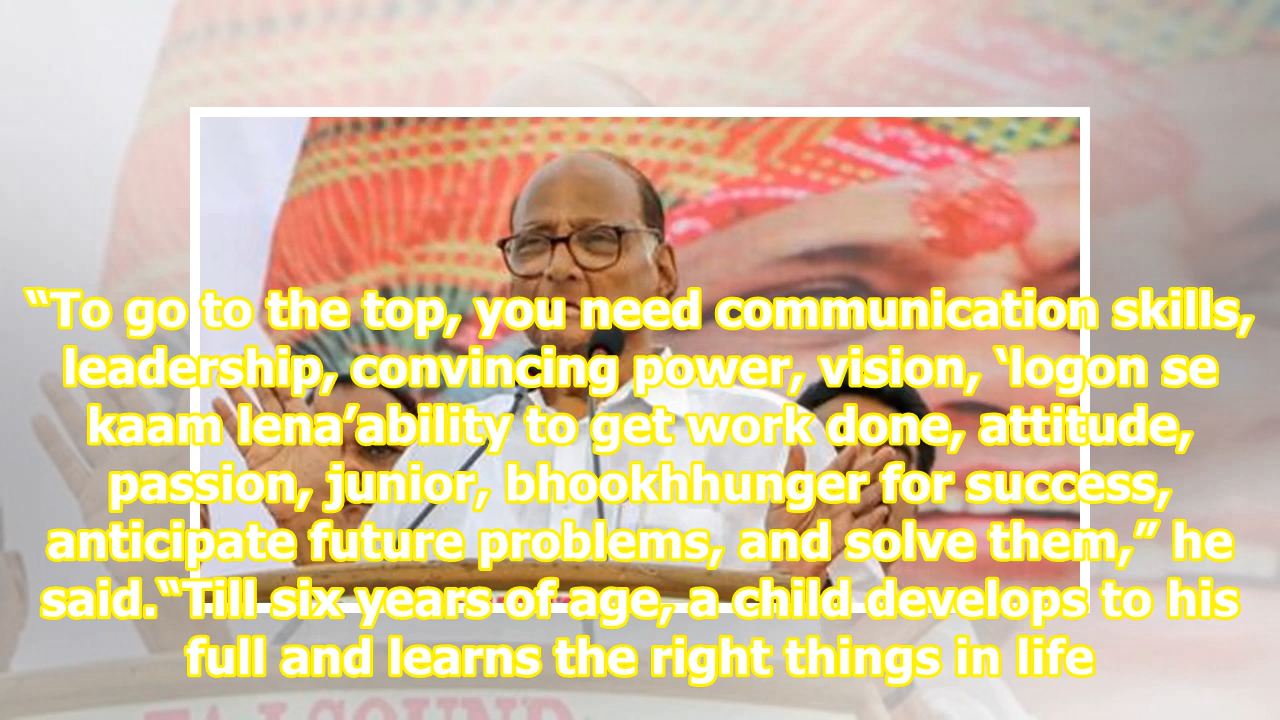 “To go to the top, you need communication skills,
leadership, convincing power, vision, ‘logon se
kaam lena’ability to get work done, attitude,
passion, junior, bhookhhunger for success,
anticipate future problems, and solve them,” he
said.“Till six years of age, a child develops to his
full and learns the right things in life